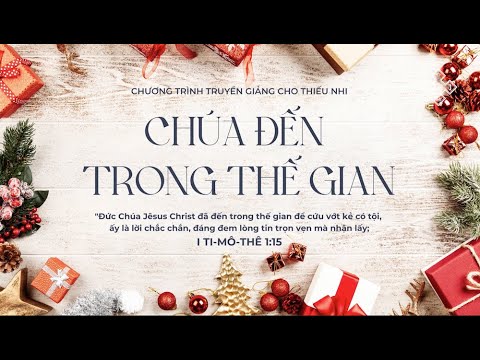 CHƯƠNG TRÌNH TRUYỀN GIẢNG CHO THIẾU NHI
CHÚA ĐẾN
TRONG THẾ GIAN
"Đức Chúa Jêsus Christ đã đến trong thế gian để cứu vớt kẻ có tội,
ấy là lời chắc chắn, đáng đem lòng tin trọn vẹn mà nhận lấy;
I TI-MÔ-THÊ 1:15